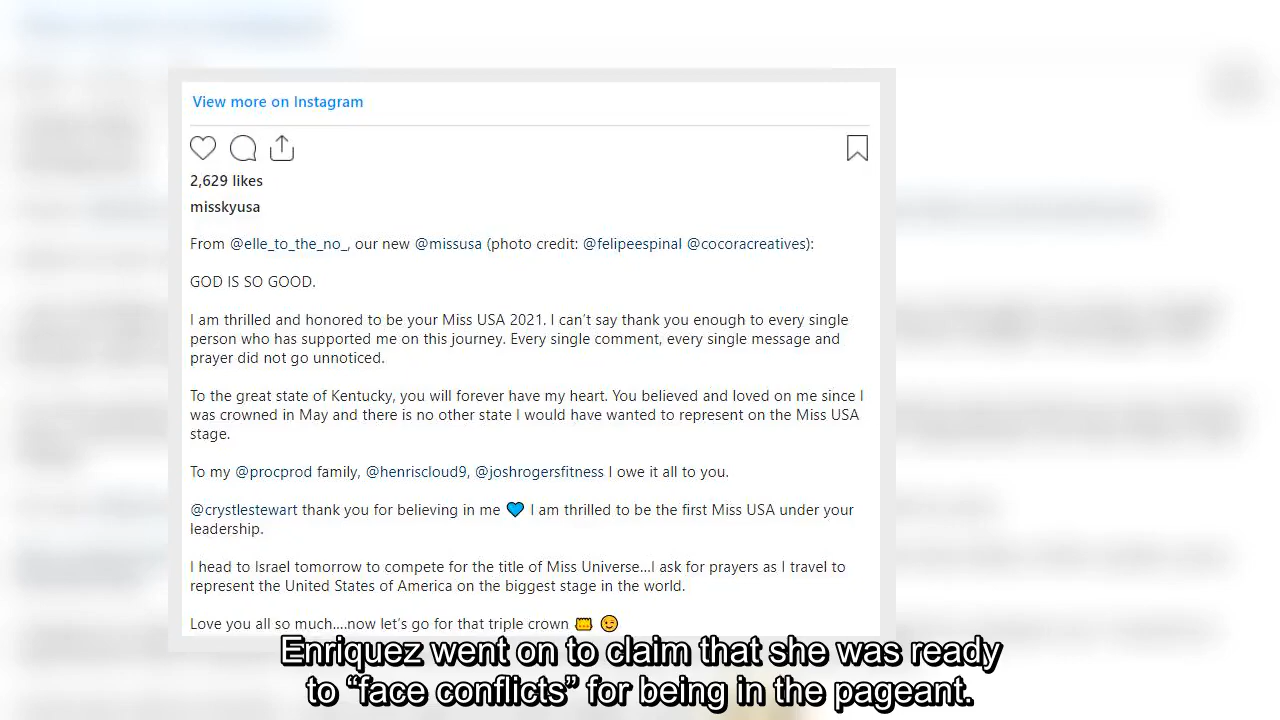 View more on Instagram
2,629 likes
misskyusa
From @elle_to_the_no_, our new @missusa (photo credit: @felipeespinal @cocoracreatives):
GOD IS SO GOOD.
I am thrilled and honored to be your Miss USA 2021. I can’t say thank you enough to every single
person who has supported me on this journey. Every single comment, every single message and
prayer did not go unnoticed.
To the great state of Kentucky, you will forever have my heart. You believed and loved on me since I
was crowned in May and there is no other state I would have wanted to represent on the Miss USA
stage.
To my @procprod family, @henriscloud9, @joshrogersfitness I owe it all to you.
@crystlestewart thank you for believing in me 💙 I am thrilled to be the first Miss USA under your
leadership.
I head to Israel tomorrow to compete for the title of Miss Universe...I ask for prayers as I travel to
represent the United States of America on the biggest stage in the world.
Love you all so much....now let’s go for that triple crown 👑 😉
Enriquez went on to claim that she was ready
to “face conflicts” for being in the pageant.